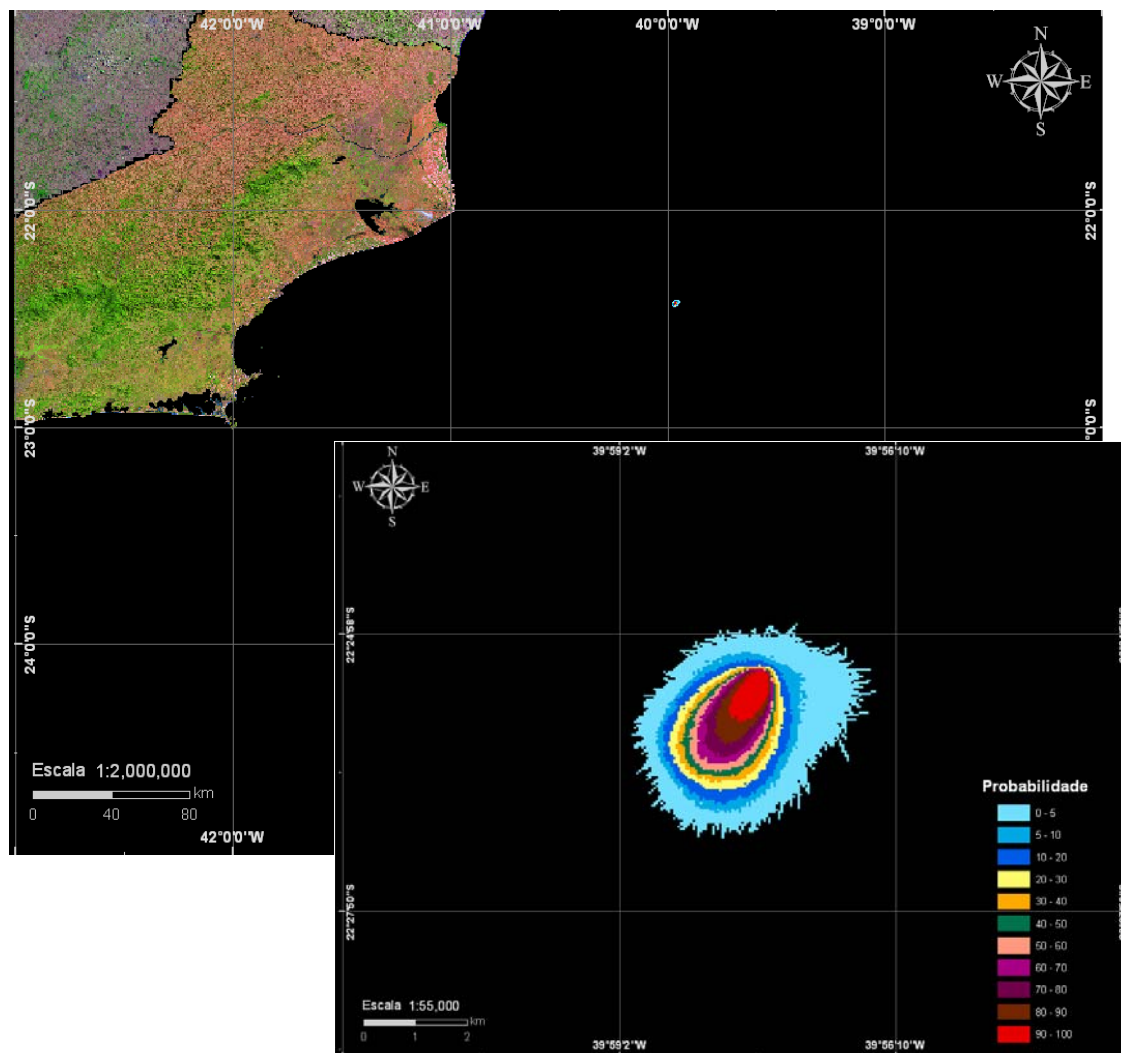 42°0'0"W
41°0'0"W
40°0'0"W
39°0'0"W
N
W
E
S
22°0'0"S
22°0'0"S
23°0'0"S
°0'0"S
24°0'0"S
Escala 1:2,000,000
km
0 40 80
42°0'0"W
39°59'2"W
39°56'10"W
N
W
E
S
22°24'58"S
22°27'50"S
Probabilidade
0 - 5
5 - 10
10 - 20
20 - 30
30 - 40
40 - 50
50 - 60
60 - 70
70 - 80
80 - 90
90 - 100
Escala 1:55,000
km
0 1 2
39°59'2"W
39°56'10"W